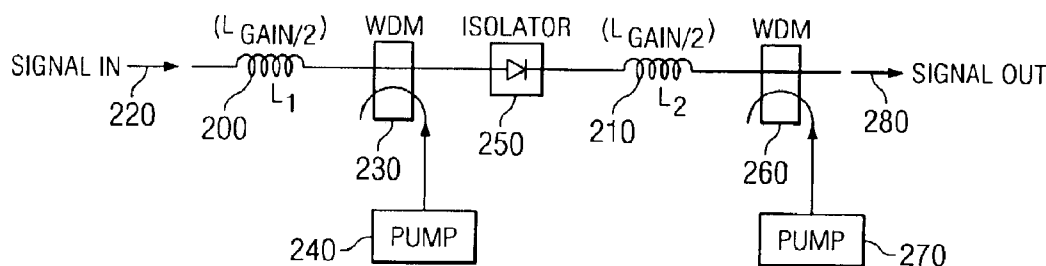 (L GAIN/2) WDM ISOLATOR (L GAIN/2) WDM
SIGNAL IN SIGNAL OUT
220 200 L1 250 210 L2 280
230 260
240 PUMP PUMP 270